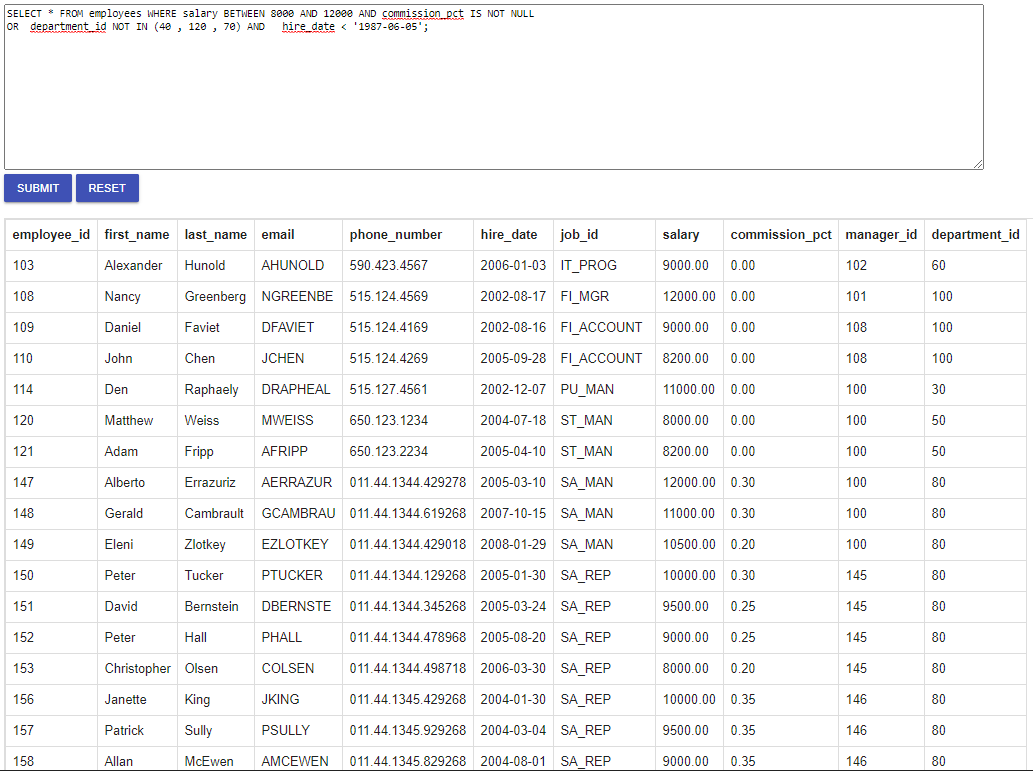 SELECT * FROM employees WHERE salary BETWEEN 8000 AND 12000 AND commission_pct IS NOT NULL
OR  department_id NOT IN (40 , 120 , 70) AND   hire_date < '1987-06-05';
SUBMIT RESET
employee_id first_name last_name email phone_number hire_date job_id salary commission_pct manager_id department_id
103 Alexander Hunold AHUNOLD 590.423.4567 2006-01-03 IT_PROG 9000.00 0.00 102 60
108 Nancy Greenberg NGREENBE 515.124.4569 2002-08-17 FI_MGR 12000.00 0.00 101 100
109 Daniel Faviet DFAVIET 515.124.4169 2002-08-16 FI_ACCOUNT 9000.00 0.00 108 100
110 John Chen JCHEN 515.124.4269 2005-09-28 FI_ACCOUNT 8200.00 0.00 108 100
114 Den Raphaely DRAPHEAL 515.127.4561 2002-12-07 PU_MAN 11000.00 0.00 100 30
120 Matthew Weiss MWEISS 650.123.1234 2004-07-18 ST_MAN 8000.00 0.00 100 50
121 Adam Fripp AFRIPP 650.123.2234 2005-04-10 ST_MAN 8200.00 0.00 100 50
147 Alberto Errazuriz AERRAZUR 011.44.1344.429278 2005-03-10 SA_MAN 12000.00 0.30 100 80
148 Gerald Cambrault GCAMBRAU 011.44.1344.619268 2007-10-15 SA_MAN 11000.00 0.30 100 80
149 Eleni Zlotkey EZLOTKEY 011.44.1344.429018 2008-01-29 SA_MAN 10500.00 0.20 100 80
150 Peter Tucker PTUCKER 011.44.1344.129268 2005-01-30 SA_REP 10000.00 0.30 145 80
151 David Bernstein DBERNSTE 011.44.1344.345268 2005-03-24 SA_REP 9500.00 0.25 145 80
152 Peter Hall PHALL 011.44.1344.478968 2005-08-20 SA_REP 9000.00 0.25 145 80
153 Christopher Olsen COLSEN 011.44.1344.498718 2006-03-30 SA_REP 8000.00 0.20 145 80
156 Janette King JKING 011.44.1345.429268 2004-01-30 SA_REP 10000.00 0.35 146 80
157 Patrick Sully PSULLY 011.44.1345.929268 2004-03-04 SA_REP 9500.00 0.35 146 80
158 Allan McEwen AMCEWEN 011.44.1345.829268 2004-08-01 SA_REP 9000.00 0.35 146 80